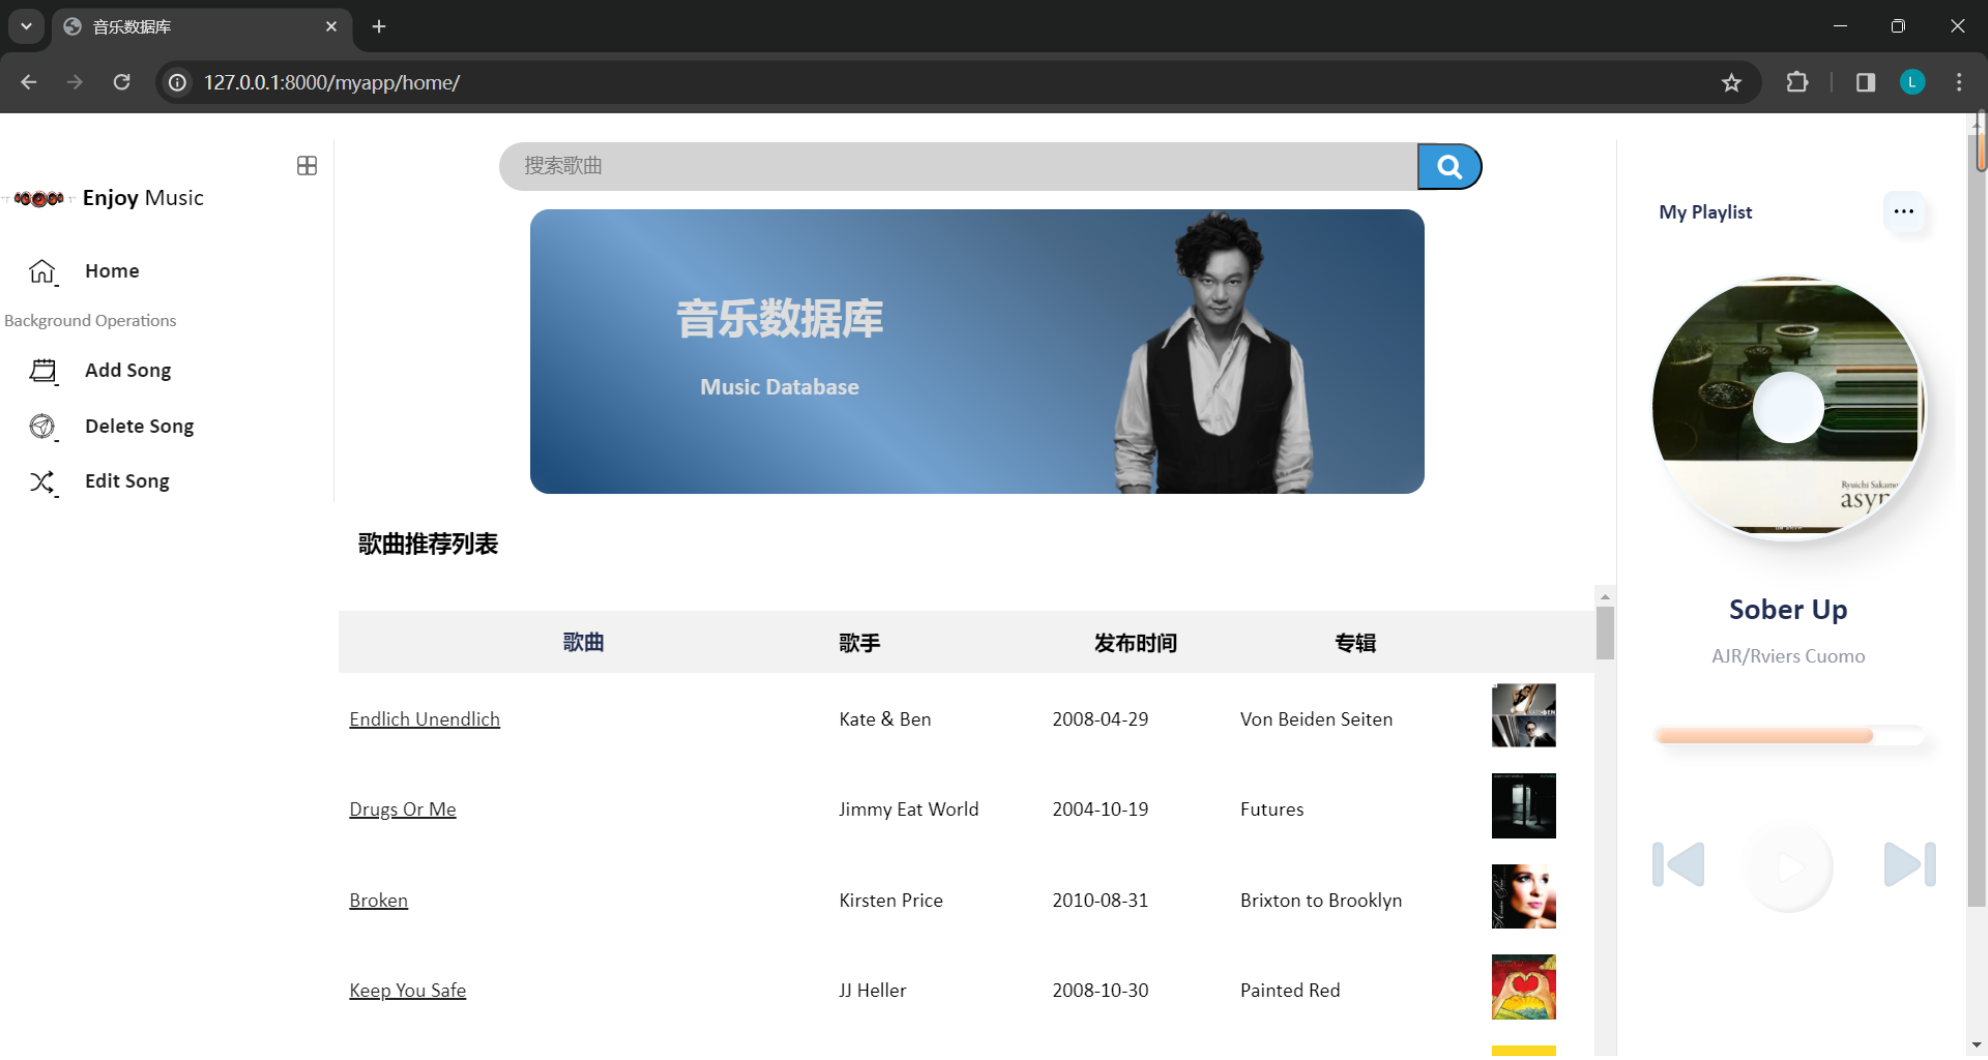 音乐数据库
127.0.0.1:8000/myapp/home/
L
Enjoy Music
Home
Background Operations
Add Song
Delete Song
Edit Song
搜索歌曲
音乐数据库
Music Database
歌曲推荐列表
歌曲 歌手 发布时间 专辑
Endlich Unendlich Kate & Ben 2008-04-29 Von Beiden Seiten
Drugs Or Me Jimmy Eat World 2004-10-19 Futures
Broken Kirsten Price 2010-08-31 Brixton to Brooklyn
Keep You Safe JJ Heller 2008-10-30 Painted Red
My Playlist
Ryuichi Sakamo
asyn
Sober Up
AJR/Rviers Cuomo